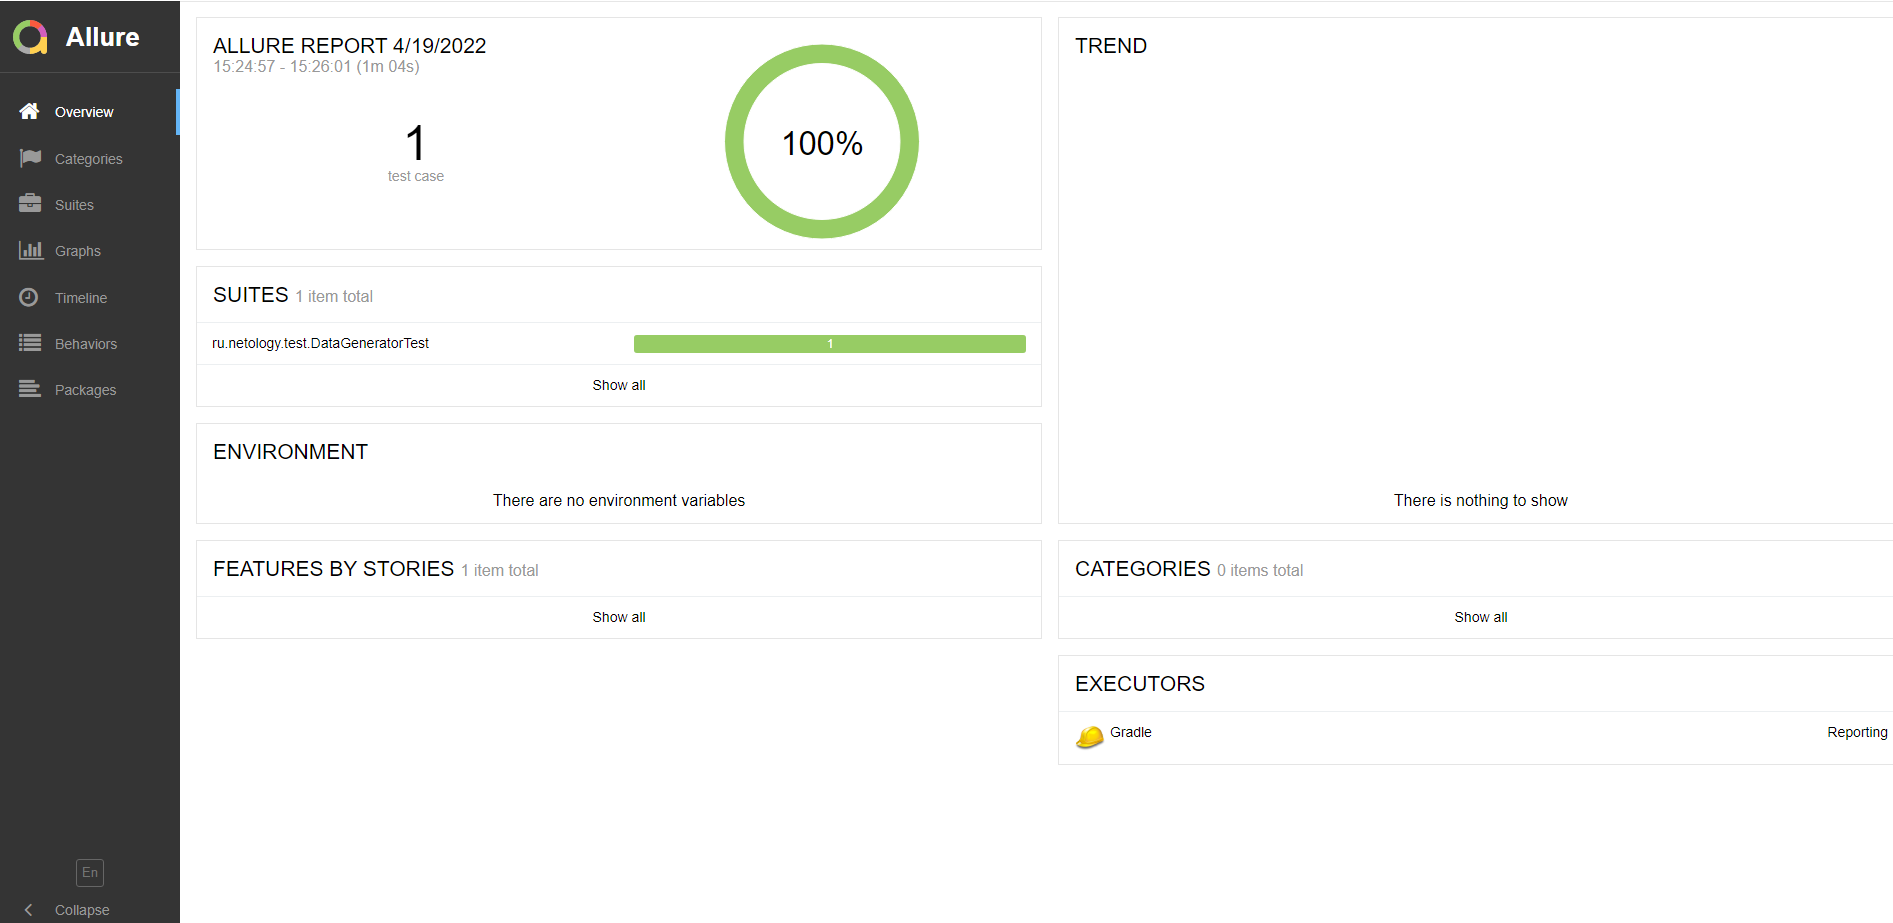 Allure
Overview
Categories
Suites
Graphs
Timeline
Behaviors
Packages
En
Collapse
ALLURE REPORT 4/19/2022
15:24:57 - 15:26:01 (1m 04s)
1
test case
100%
SUITES 1 item total
ru.netology.test.DataGeneratorTest 1
Show all
ENVIRONMENT
There are no environment variables
FEATURES BY STORIES 1 item total
Show all
TREND
There is nothing to show
CATEGORIES 0 items total
Show all
EXECUTORS
Gradle Reporting